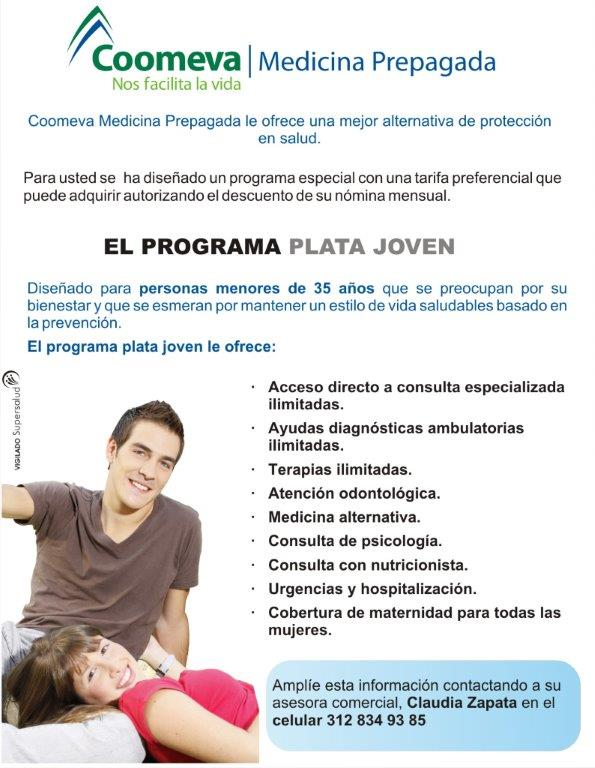 Coomeva | Medicina Prepagada
Nos facilita la vida
Coomeva Medicina Prepagada le ofrece una mejor alternativa de protección
en salud.
Para usted se ha diseñado un programa especial con una tarifa preferencial que
puede adquirir autorizando el descuento de su nómina mensual.
EL PROGRAMA PLATA JOVEN
Diseñado para personas menores de 35 años que se preocupan por su
bienestar y que se esmeran por mantener un estilo de vida saludables basado en
la prevención.
El programa plata joven le ofrece:
· Acceso directo a consulta especializada
ilimitadas.
· Ayudas diagnósticas ambulatorias
ilimitadas.
· Terapias ilimitadas.
· Atención odontológica.
· Medicina alternativa.
· Consulta de psicología.
· Consulta con nutricionista.
· Urgencias y hospitalización.
· Cobertura de maternidad para todas las
mujeres.
VIGILADO Supersalud
Amplíe esta información contactando a su
asesora comercial, Claudia Zapata en el
celular 312 834 93 85